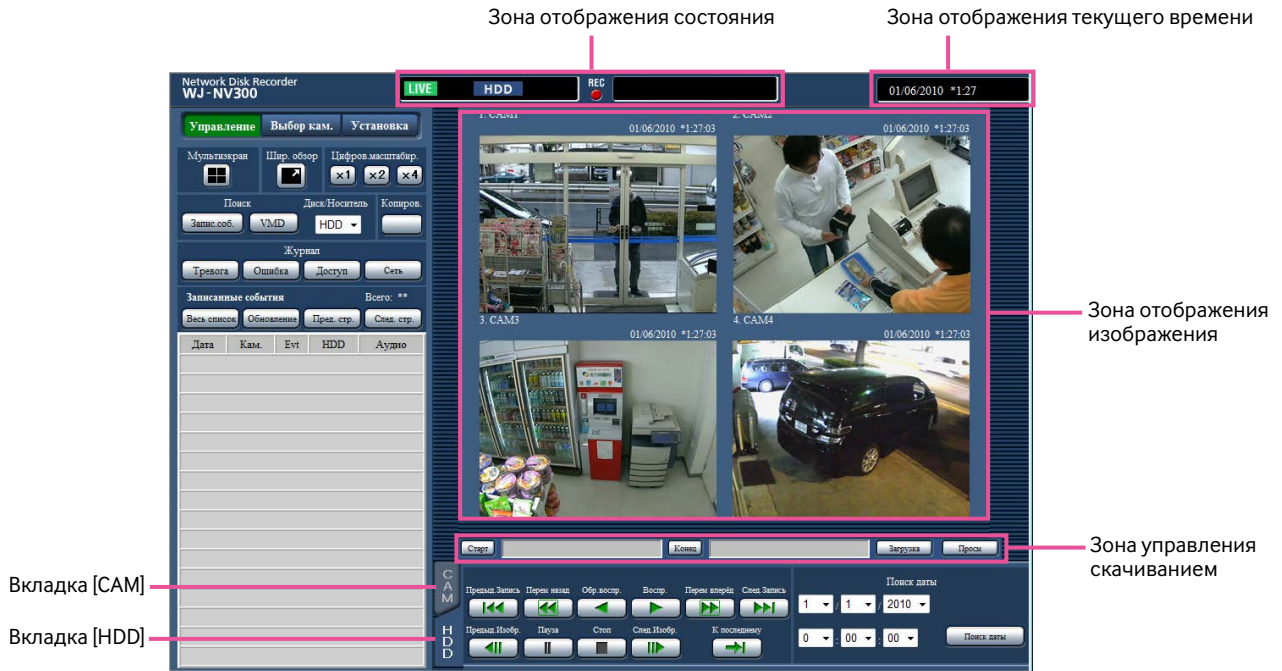 Зона отображения состояния
Зона отображения текущего времени
Network Disk Recorder
WJ-NV300
LIVE HDD
REC
01/06/2010 *1:27
Управление Выбор кам. Установка
Мультиэкран Шир. обзор Цифров.масштабир.
x1 x2 x4
Поиск Диск/Носитель Копиров.
Запис.соб. VMD HDD
Журнал
Тревога Ошибка Доступ Сеть
Записанные события Всего: **
Весь список Обновление Пред. стр. След. стр.
Дата Кам. Evt HDD Аудио
1. CAM1
01/06/2010 *1:27:03
2. CAM2
01/06/2010 *1:27:03
3. CAM3
01/06/2010 *1:27:03
4. CAM4
01/06/2010 *1:27:03
Зона отображения
изображения
Старт Конец Загрузка Просм
Зона управления
скачиванием
Вкладка [CAM]
Вкладка [HDD]
CAM
HDD
Предыд.Запись Перем назад Обр.воспр. Воспр. Перем вперёд След.Запись
Предыд.Изобр. Пауза Стоп След.Изобр. К последнему
Поиск даты
1 / 1 / 2010
0 : 00 : 00 Поиск даты